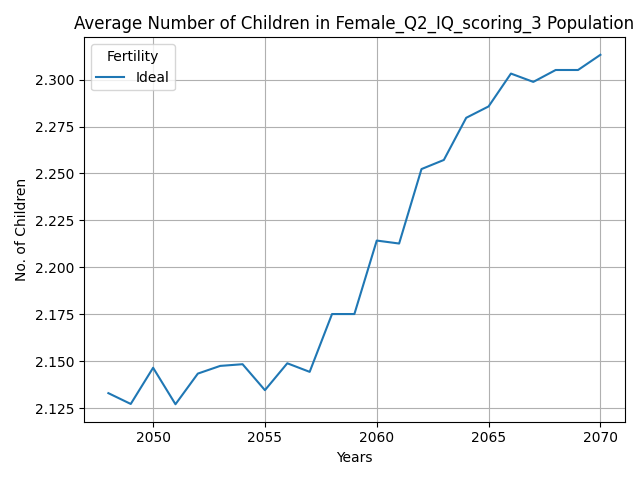 Average Number of Children in Female_Q2_IQ_scoring_3 Population
Fertility
Ideal
No. of Children
2.300
2.275
2.250
2.225
2.200
2.175
2.150
2.125
2050 2055 2060 2065 2070
Years